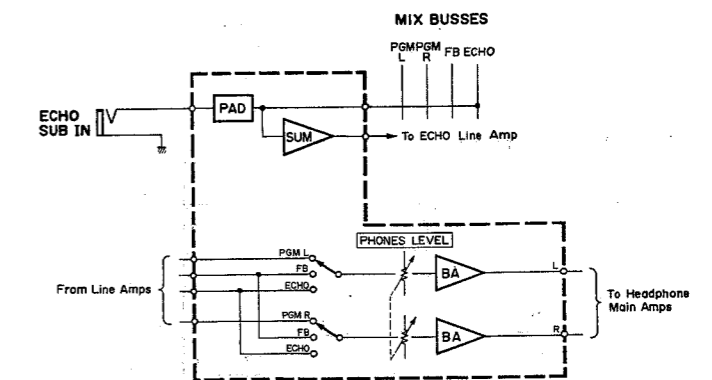 MIX BUSSES
PGM L
PGM R
FB
ECHO
ECHO SUB IN
PAD
SUM
To ECHO Line Amp
PHONES LEVEL
PGM L
FB
ECHO
BA
L
From Line Amps
To Headphone Main Amps
PGM R
FB
ECHO
BA
R